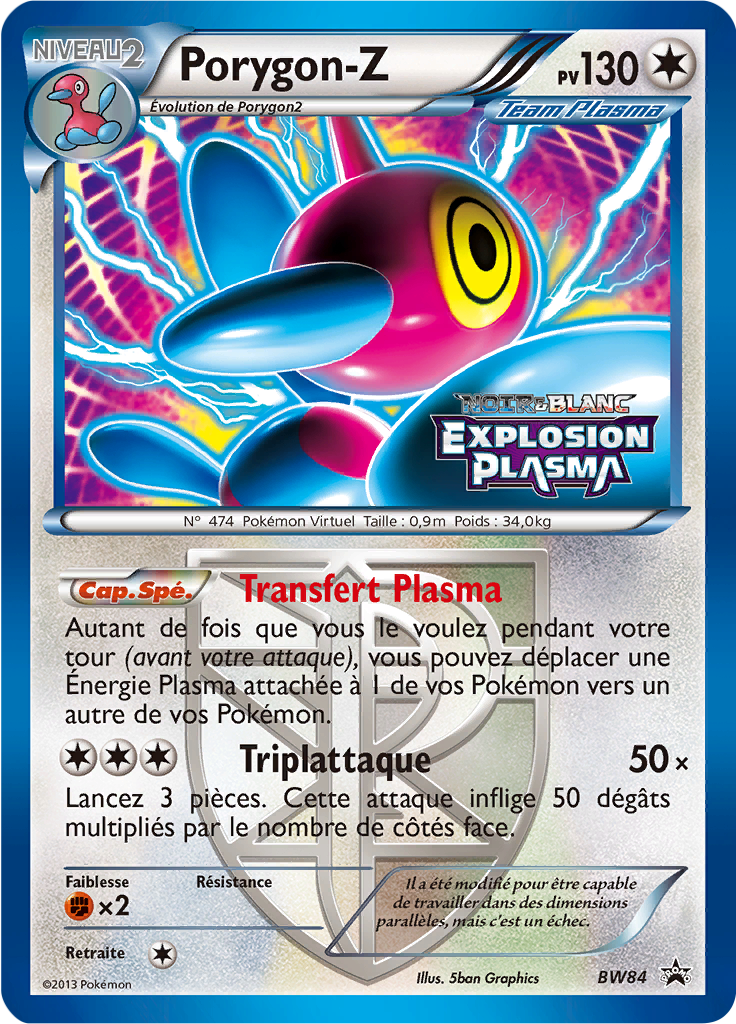 NIVEAU2
Porygon-Z
PV130
Évolution de Porygon2
Team Plasma
NOIR&BLANC
EXPLOSION
PLASMA
N° 474 Pokémon Virtuel Taille : 0,9m Poids : 34,0kg
Cap.Spé. Transfert Plasma
Autant de fois que vous le voulez pendant votre
tour (avant votre attaque), vous pouvez déplacer une
Énergie Plasma attachée à 1 de vos Pokémon vers un
autre de vos Pokémon.
Triplattaque 50×
Lancez 3 pièces. Cette attaque inflige 50 dégâts
multipliés par le nombre de côtés face.
Faiblesse Résistance
×2
Il a été modifié pour être capable
de travailler dans des dimensions
parallèles, mais c'est un échec.
Retraite
©2013 Pokémon
Illus. 5ban Graphics
BW84
PROMO